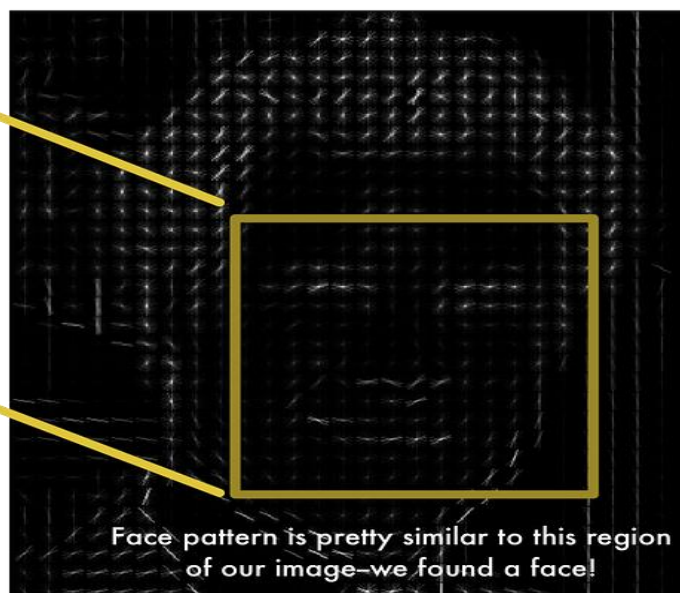 Face pattern is pretty similar to this region
of our image–we found a face!